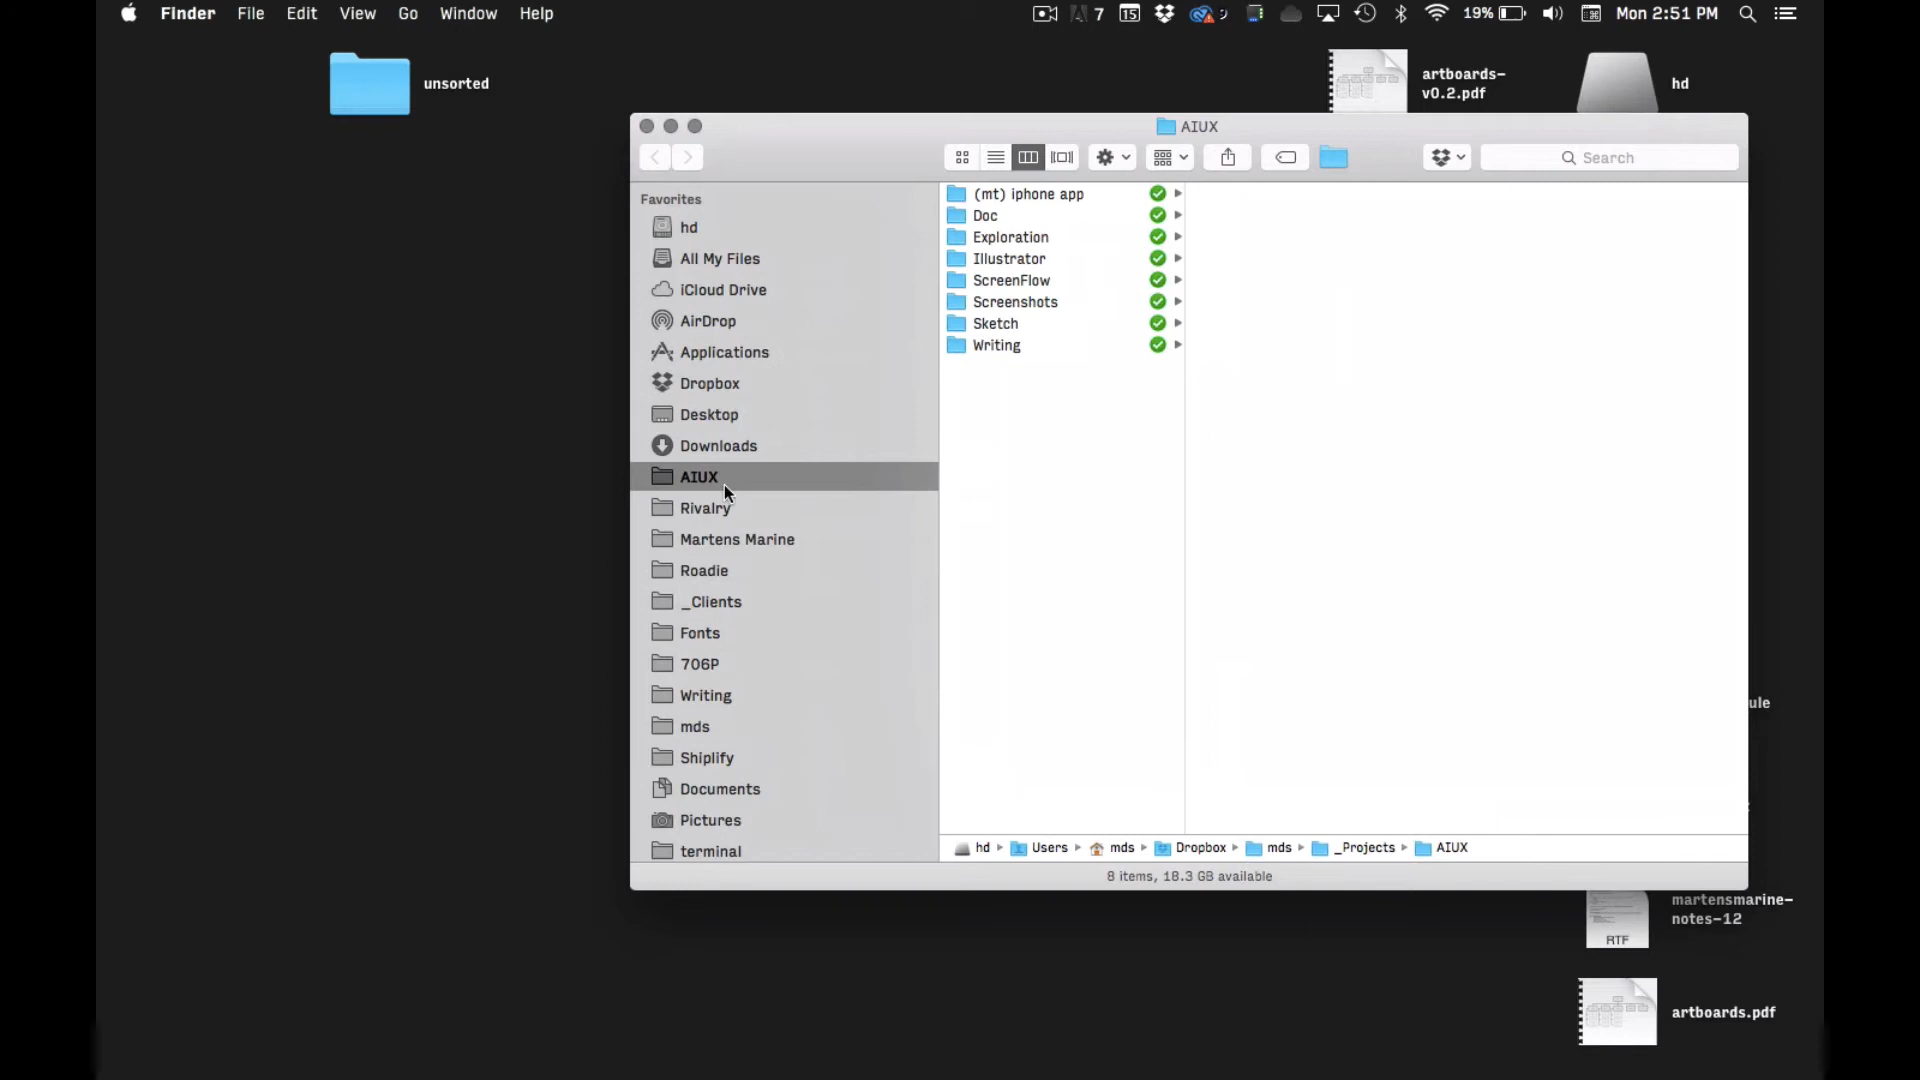 Finder File Edit View Go Window Help
7 15 19% Mon 2:51 PM
unsorted
artboards-
v0.2.pdf
hd
AIUX
Search
Favorites
hd
All My Files
iCloud Drive
AirDrop
Applications
Dropbox
Desktop
Downloads
AIUX
Rivalry
Martens Marine
Roadie
_Clients
Fonts
706P
Writing
mds
Shiplify
Documents
Pictures
terminal
(mt) iphone app
Doc
Exploration
Illustrator
ScreenFlow
Screenshots
Sketch
Writing
hd Users mds Dropbox mds _Projects AIUX
8 items, 18.3 GB available
ule
martensmarine-
notes-12
RTF
artboards.pdf